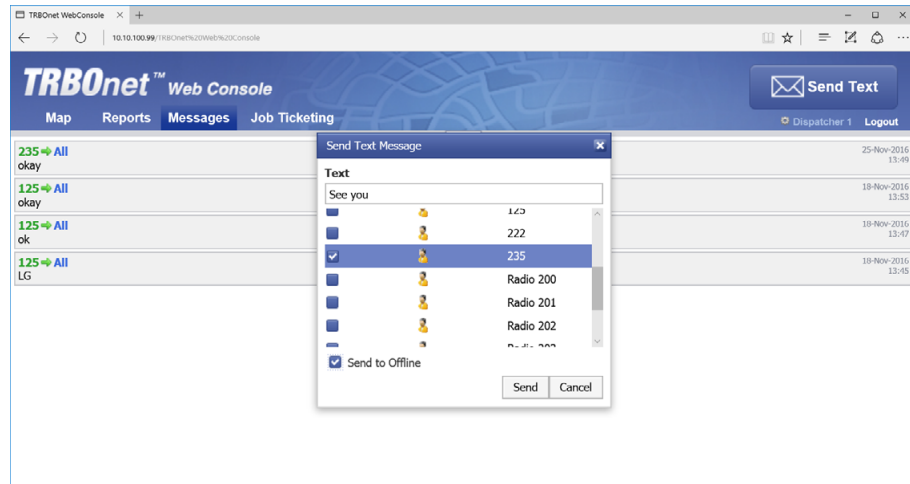 TRBOnet WebConsole
10.10.100.99/TRBOnet%20Web%20Console
TRBOnet™ Web Console
Send Text
Map Reports Messages Job Ticketing
Dispatcher 1 Logout
235 All
okay
25-Nov-2016
13:49
125 All
okay
18-Nov-2016
13:53
125 All
ok
18-Nov-2016
13:47
125 All
LG
18-Nov-2016
13:45
Send Text Message
Text
See you
125
222
235
Radio 200
Radio 201
Radio 202
Send to Offline
Send Cancel